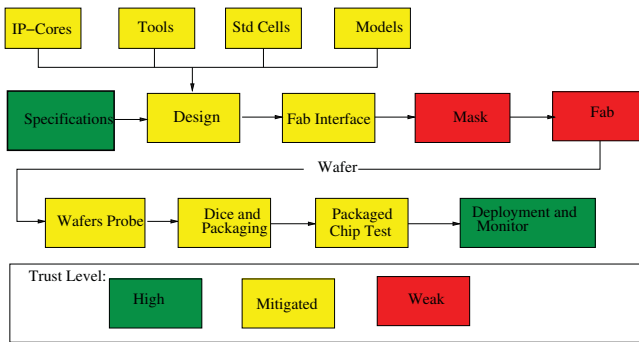 IP-Cores
Tools
Std Cells
Models
Specifications
Design
Fab Interface
Mask
Fab
Wafer
Wafers Probe
Dice and
Packaging
Packaged
Chip Test
Deployment and
Monitor
Trust Level:
High
Mitigated
Weak